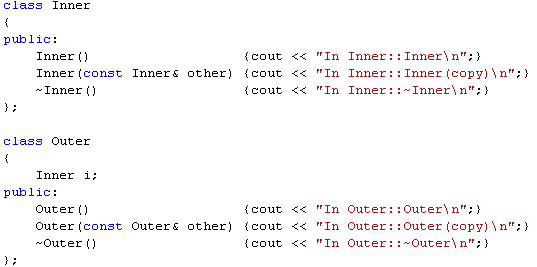 class Inner
{
public:
    Inner()                   {cout << "In Inner::Inner\n";}
    Inner(const Inner& other) {cout << "In Inner::Inner(copy)\n";}
    ~Inner()                  {cout << "In Inner::~Inner\n";}
};

class Outer
{
    Inner i;
public:
    Outer()                   {cout << "In Outer::Outer\n";}
    Outer(const Outer& other) {cout << "In Outer::Outer(copy)\n";}
    ~Outer()                  {cout << "In Outer::~Outer\n";}
};